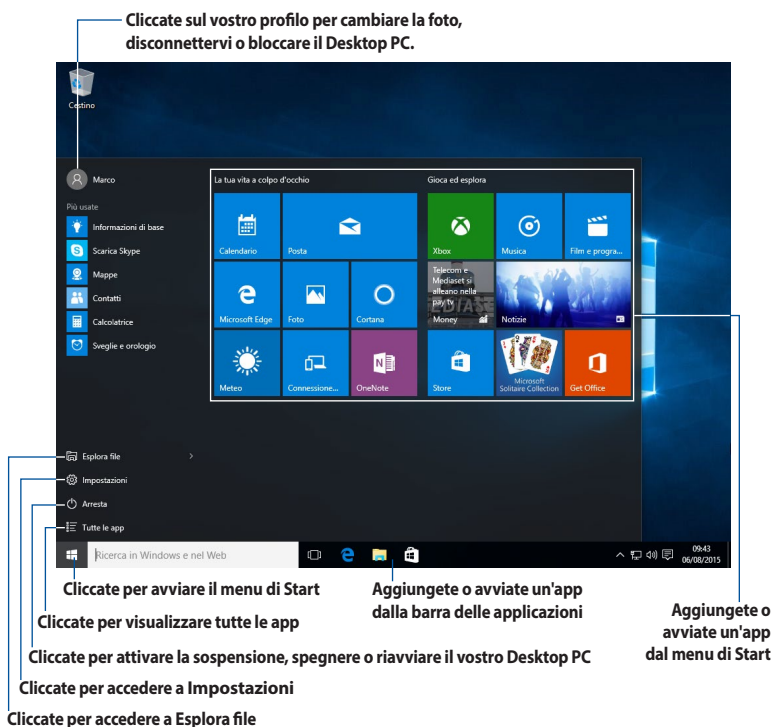 Cliccate sul vostro profilo per cambiare la foto,
disconnettervi o bloccare il Desktop PC.
Cestino
Marco
Più usate
Informazioni di base
Scarica Skype
Mappe
Contatti
Calcolatrice
Sveglie e orologio
Esplora file
Impostazioni
Arresta
Tutte le app
La tua vita a colpo d'occhio
Calendario
Posta
Microsoft Edge
Foto
Cortana
Meteo
Connessione...
OneNote
Gioca ed esplora
Xbox
Musica
Film e progra...
Telecom e
Mediaset si
alleano nella
pay tv
Money
Notizie
Store
Microsoft
Solitaire Collection
Get Office
Ricerca in Windows e nel Web
09:43
06/08/2015
Cliccate per avviare il menu di Start
Aggiungete o avviate un'app
dalla barra delle applicazioni
Aggiungete o
avviate un'app
dal menu di Start
Cliccate per visualizzare tutte le app
Cliccate per attivare la sospensione, spegnere o riavviare il vostro Desktop PC
Cliccate per accedere a Impostazioni
Cliccate per accedere a Esplora file